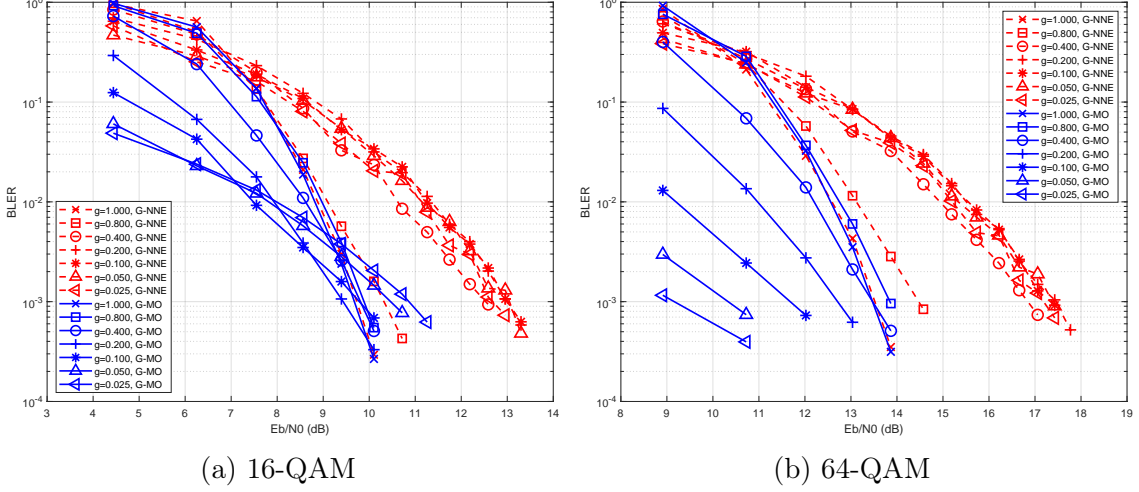 10^0
10^-1
10^-2
10^-3
10^-4
BLER
3 4 5 6 7 8 9 10 11 12 13 14
Eb/N0 (dB)
g=1.000, G-NNE
g=0.800, G-NNE
g=0.400, G-NNE
g=0.200, G-NNE
g=0.100, G-NNE
g=0.050, G-NNE
g=0.025, G-NNE
g=1.000, G-MO
g=0.800, G-MO
g=0.400, G-MO
g=0.200, G-MO
g=0.100, G-MO
g=0.050, G-MO
g=0.025, G-MO
(a) 16-QAM
10^0
10^-1
10^-2
10^-3
10^-4
BLER
8 9 10 11 12 13 14 15 16 17 18 19
Eb/N0 (dB)
g=1.000, G-NNE
g=0.800, G-NNE
g=0.400, G-NNE
g=0.200, G-NNE
g=0.100, G-NNE
g=0.050, G-NNE
g=0.025, G-NNE
g=1.000, G-MO
g=0.800, G-MO
g=0.400, G-MO
g=0.200, G-MO
g=0.100, G-MO
g=0.050, G-MO
g=0.025, G-MO
(b) 64-QAM